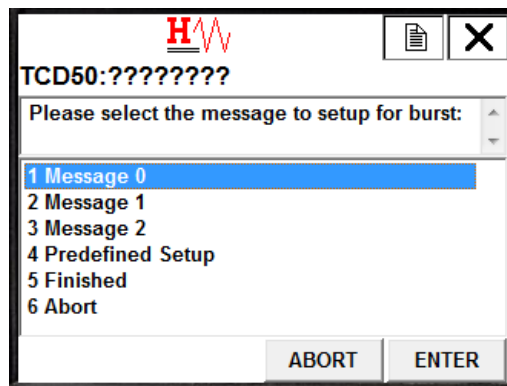 H
TCD50:????????
Please select the message to setup for burst:
1 Message 0
2 Message 1
3 Message 2
4 Predefined Setup
5 Finished
6 Abort
ABORT ENTER